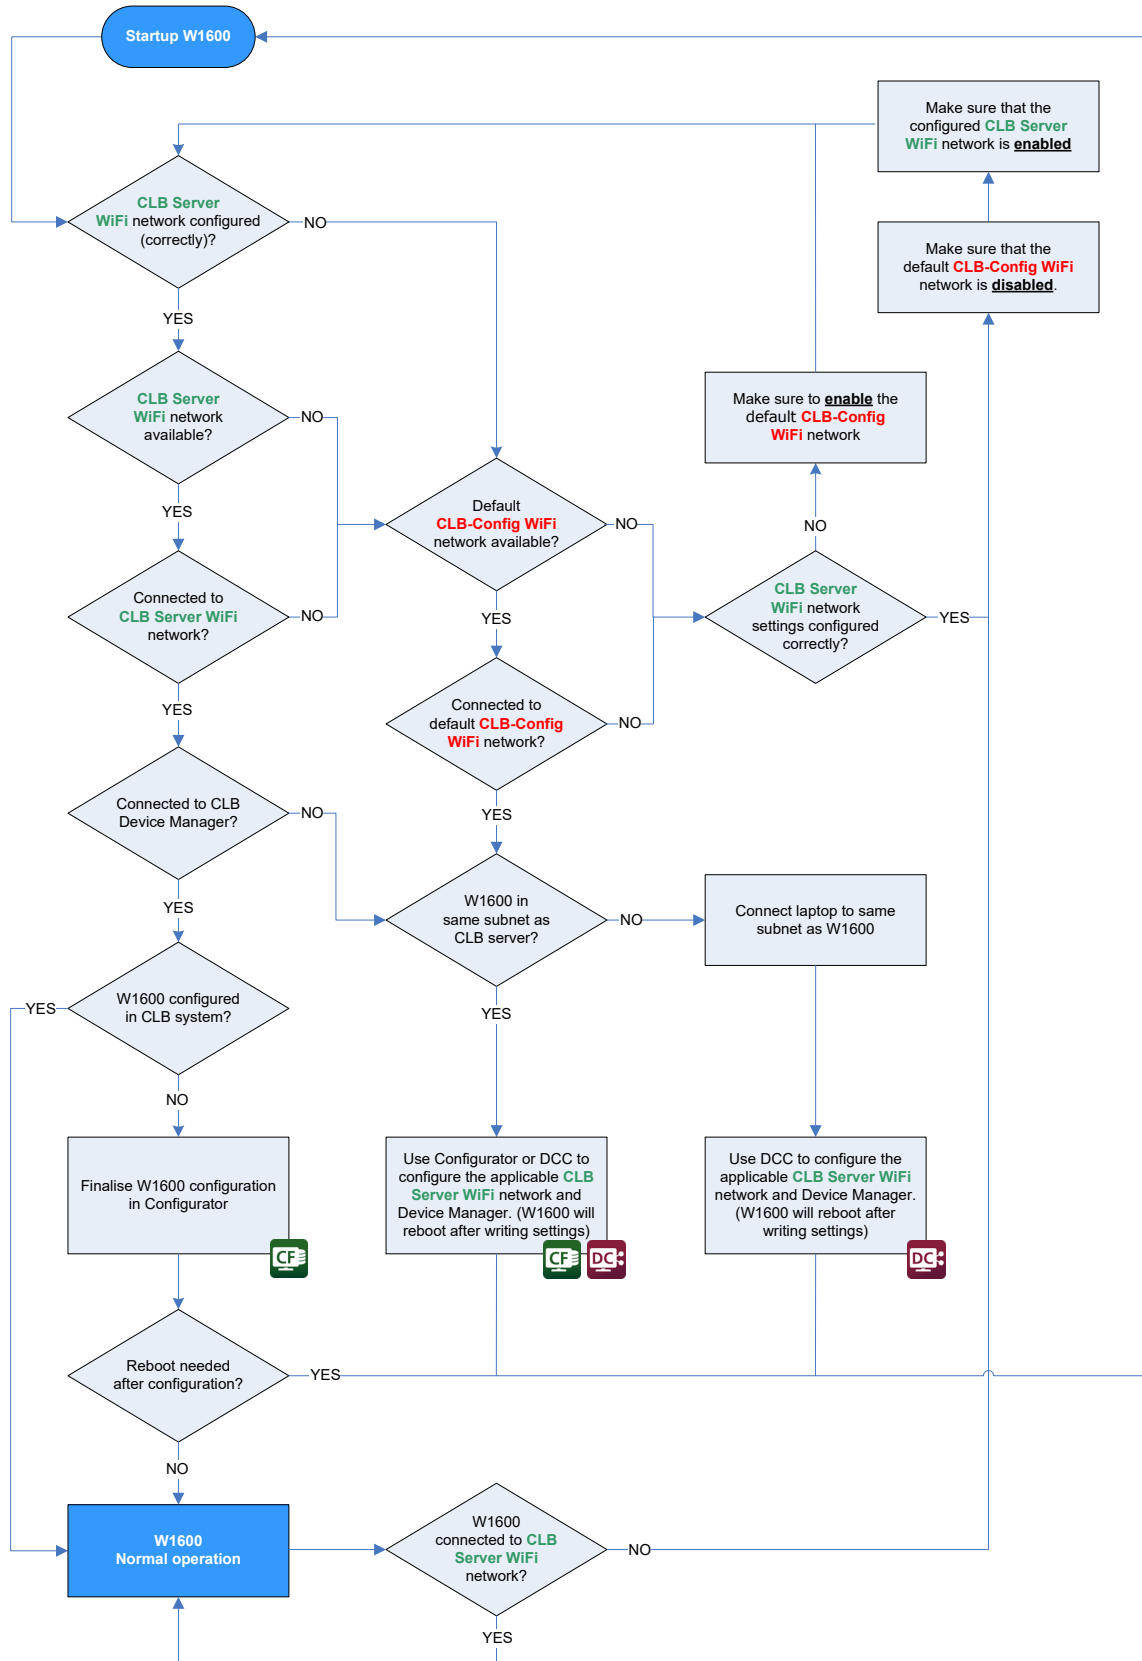 Startup W1600
Make sure that the
configured CLB Server
WiFi network is enabled
CLB Server
WiFi network configured
(correctly)?
NO
Make sure that the
default CLB-Config WiFi
network is disabled.
YES
CLB Server
WiFi network
available?
NO
Make sure to enable the
default CLB-Config
WiFi network
YES
Default
CLB-Config WiFi
network available?
NO
NO
Connected to
CLB Server WiFi
network?
NO
YES
CLB Server
WiFi network
settings configured
correctly?
YES
YES
Connected to
default CLB-Config
WiFi network?
NO
Connected to CLB
Device Manager?
NO
YES
YES
W1600 in
same subnet as
CLB server?
NO
Connect laptop to same
subnet as W1600
W1600 configured
in CLB system?
YES
YES
NO
Finalise W1600 configuration
in Configurator
CF
Use Configurator or DCC to
configure the applicable CLB
Server WiFi network and
Device Manager. (W1600 will
reboot after writing settings)
CF
DC
Use DCC to configure the
applicable CLB Server WiFi
network and Device Manager.
(W1600 will reboot after
writing settings)
DC
Reboot needed
after configuration?
YES
NO
W1600
Normal operation
W1600
connected to CLB
Server WiFi
network?
NO
YES